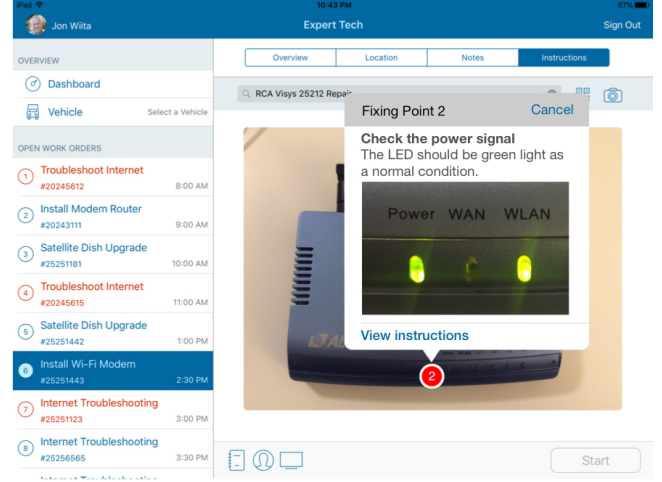 iPad
10:43 PM
67%
Jon Wiita
Expert Tech
Sign Out
OVERVIEW
Dashboard
Vehicle
Select a Vehicle
OPEN WORK ORDERS
1
Troubleshoot Internet
#20245612
8:00 AM
2
Install Modem Router
#20243111
9:00 AM
3
Satellite Dish Upgrade
#25251181
10:00 AM
4
Troubleshoot Internet
#20245615
11:00 AM
5
Satellite Dish Upgrade
#25251442
1:00 PM
6
Install Wi-Fi Modem
#25251443
2:30 PM
7
Internet Troubleshooting
#25251123
3:00 PM
8
Internet Troubleshooting
#25256565
3:30 PM
Internet Troubleshooting
Overview
Location
Notes
Instructions
RCA Visys 25212 Repair
Fixing Point 2
Cancel
Check the power signal
The LED should be green light as
a normal condition.
Power WAN WLAN
View instructions
2
Start